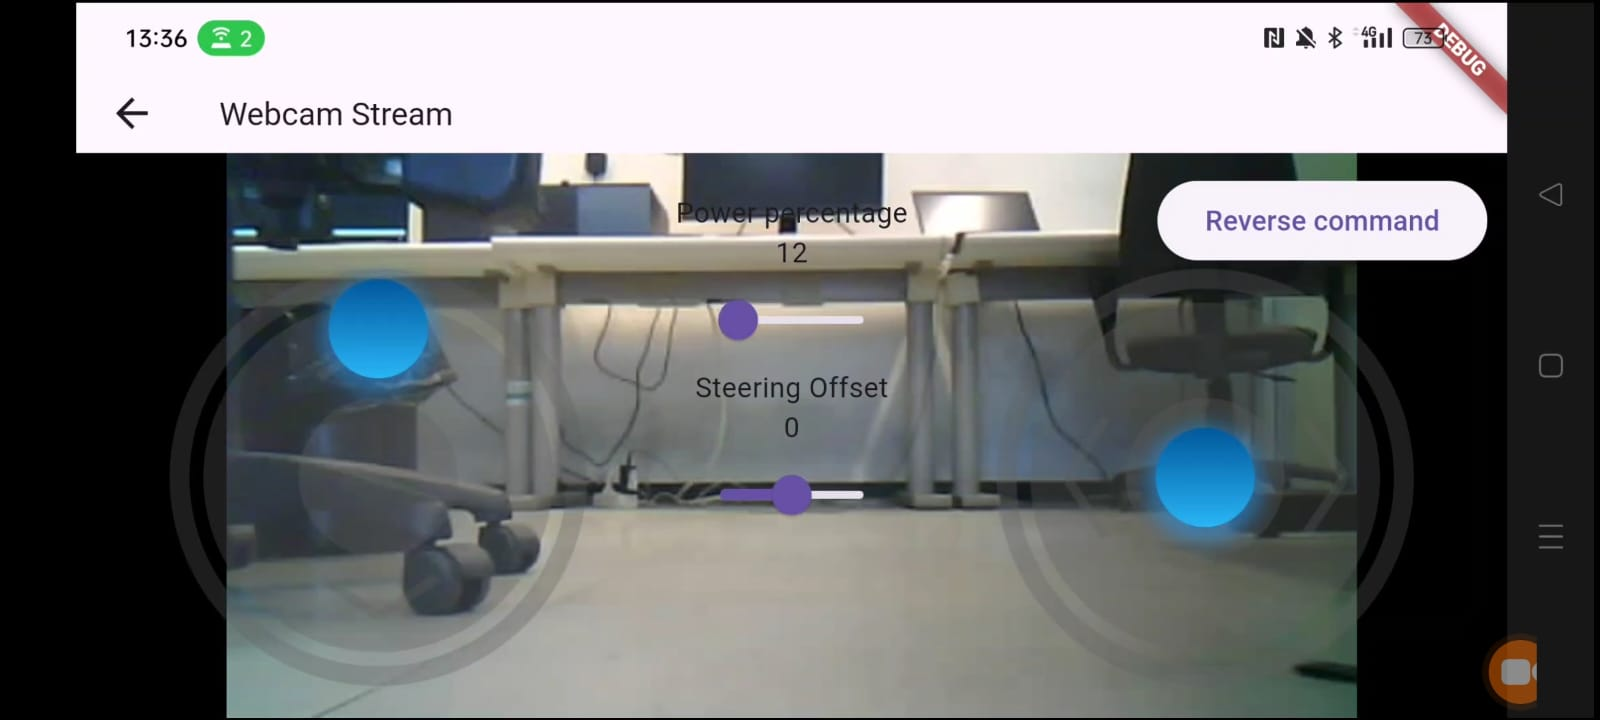 13:36
2
4G
73
DEBUG
Webcam Stream
Power percentage
12
Reverse command
Steering Offset
0